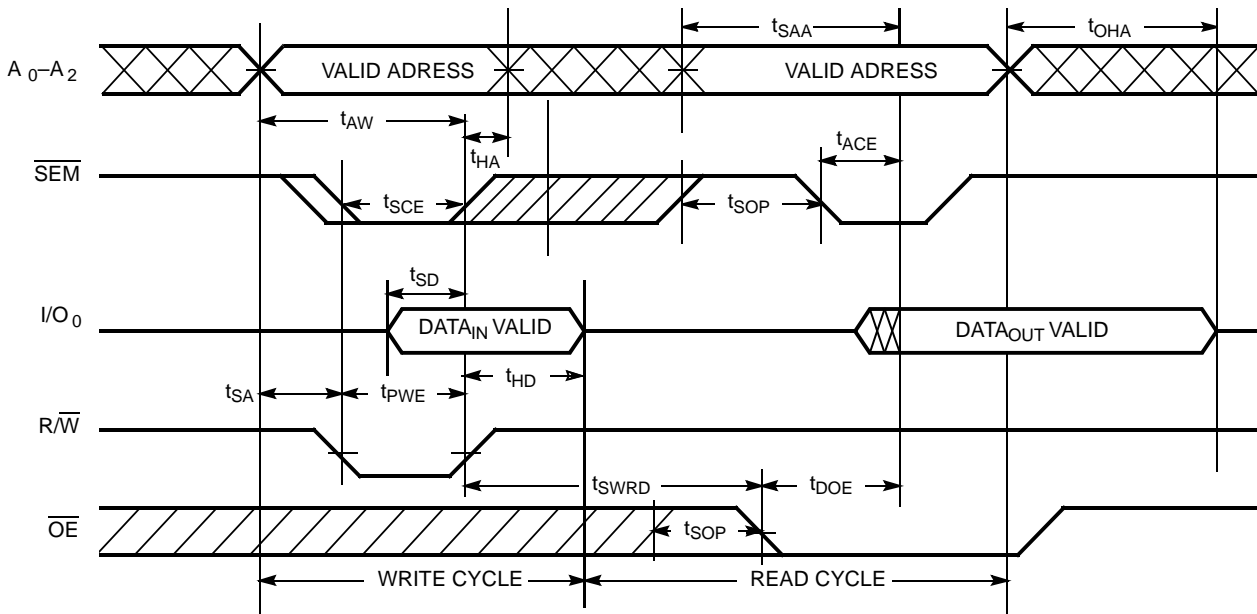 tSAA tOHA
A0–A2 VALID ADRESS VALID ADRESS
tAW tHA tACE
SEM tSCE tSOP
tSD
I/O0 DATAIN VALID DATAOUT VALID
tSA tPWE tHD
R/W
tSWRD tDOE
OE tSOP
WRITE CYCLE READ CYCLE